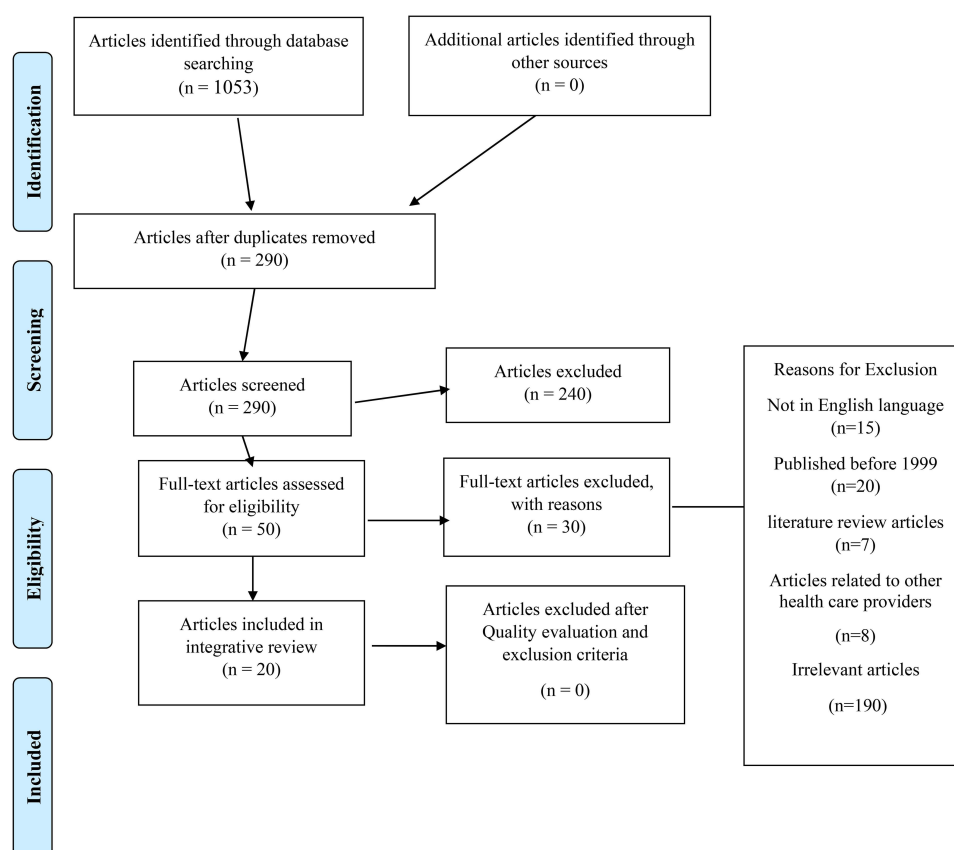 Identification
Articles identified through database
searching
(n = 1053)
Additional articles identified through
other sources
(n = 0)
Articles after duplicates removed
(n = 290)
Screening
Articles screened
(n = 290)
Articles excluded
(n = 240)
Reasons for Exclusion
Not in English language
(n=15)
Published before 1999
(n=20)
literature review articles
(n=7)
Articles related to other
health care providers
(n=8)
Irrelevant articles
(n=190)
Eligibility
Full-text articles assessed
for eligibility
(n = 50)
Full-text articles excluded,
with reasons
(n = 30)
Articles included in
integrative review
(n = 20)
Articles excluded after
Quality evaluation and
exclusion criteria
(n = 0)
Included